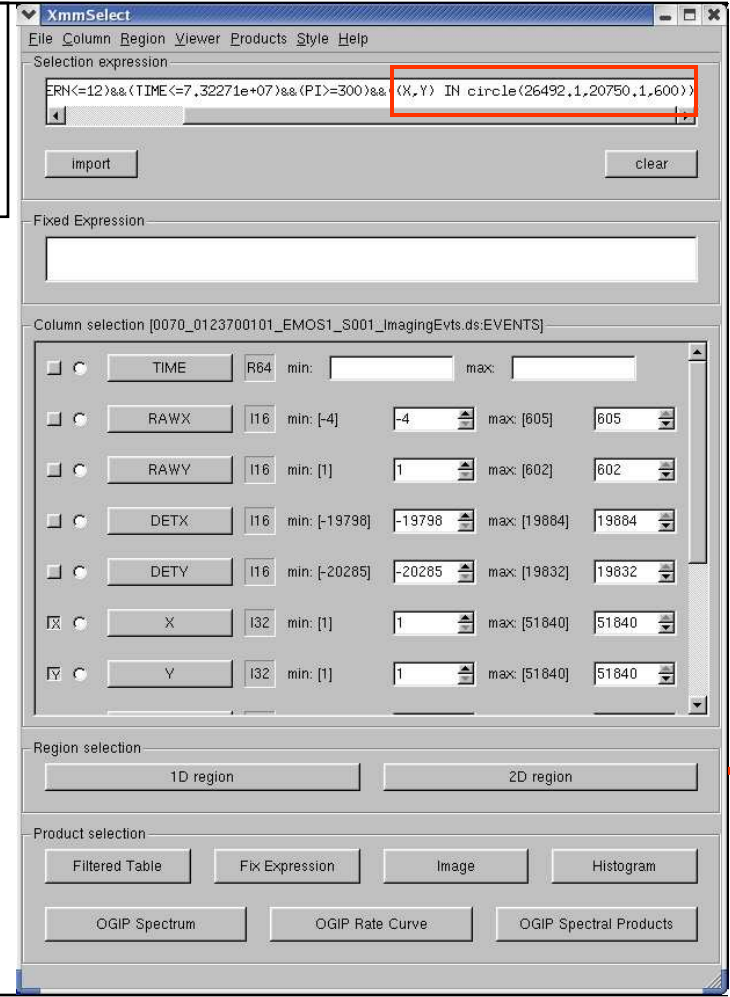 XmmSelect
File Column Region Viewer Products Style Help
Selection expression
ERN<=12)&&(TIME<=7.32271e+07)&&(PI>=300)&&((X,Y) IN circle(26492.1,20750.1,600))
import clear
Fixed Expression
Column selection [0070_0123700101_EMOS1_S001_ImagingEvts.ds:EVENTS]
TIME R64 min: max:
RAWX I16 min: [-4] -4 max: [605] 605
RAWY I16 min: [1] 1 max: [602] 602
DETX I16 min: [-19798] -19798 max: [19884] 19884
DETY I16 min: [-20285] -20285 max: [19832] 19832
X X I32 min: [1] 1 max: [51840] 51840
Y Y I32 min: [1] 1 max: [51840] 51840
Region selection
1D region 2D region
Product selection
Filtered Table Fix Expression Image Histogram
OGIP Spectrum OGIP Rate Curve OGIP Spectral Products